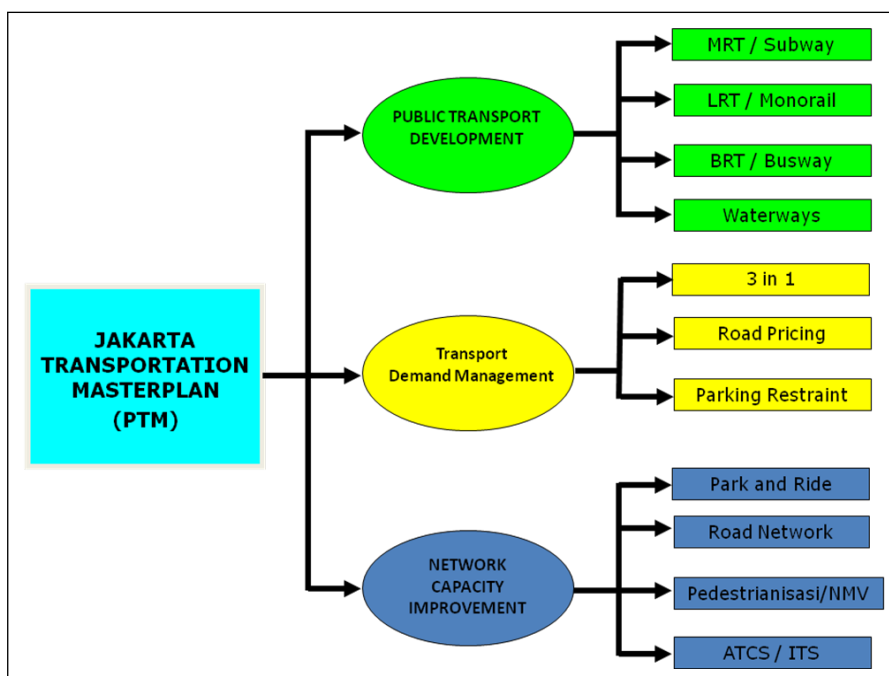 JAKARTA
TRANSPORTATION
MASTERPLAN
(PTM)
PUBLIC TRANSPORT
DEVELOPMENT
MRT / Subway
LRT / Monorail
BRT / Busway
Waterways
Transport
Demand Management
3 in 1
Road Pricing
Parking Restraint
NETWORK
CAPACITY
IMPROVEMENT
Park and Ride
Road Network
Pedestrianisasi/NMV
ATCS / ITS